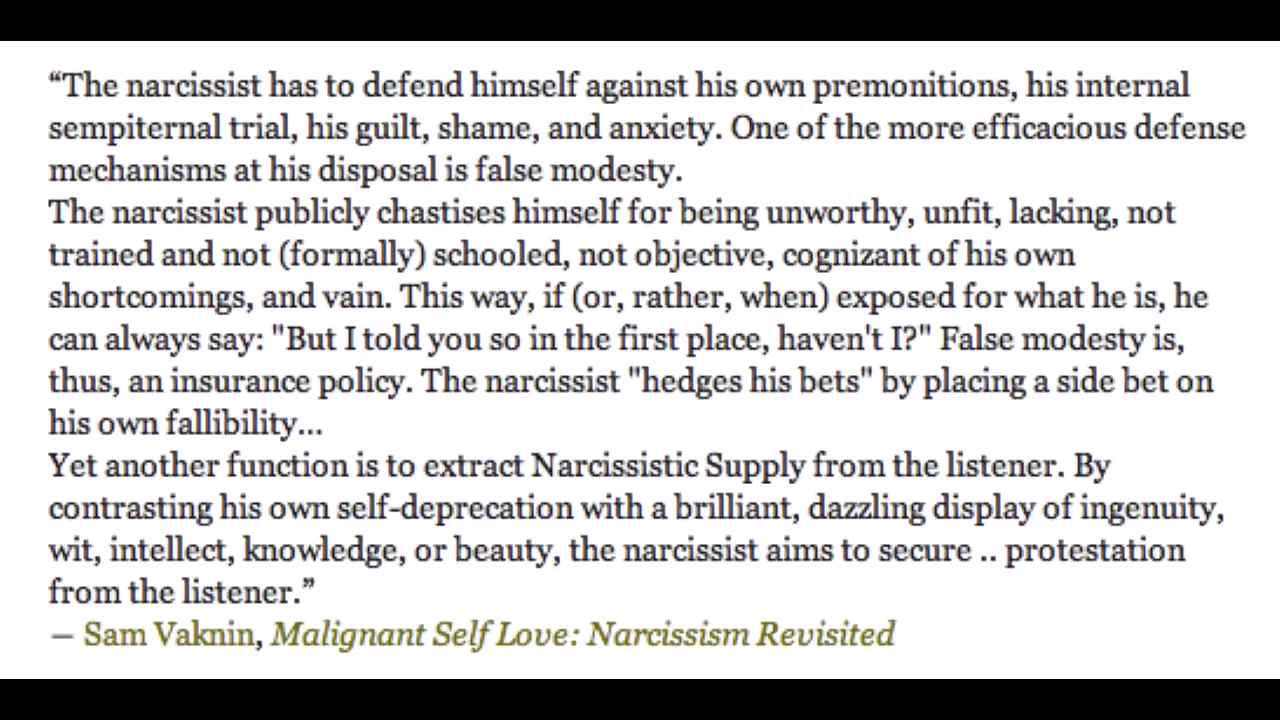 “The narcissist has to defend himself against his own premonitions, his internal
sempiternal trial, his guilt, shame, and anxiety. One of the more efficacious defense
mechanisms at his disposal is false modesty.
The narcissist publicly chastises himself for being unworthy, unfit, lacking, not
trained and not (formally) schooled, not objective, cognizant of his own
shortcomings, and vain. This way, if (or, rather, when) exposed for what he is, he
can always say: "But I told you so in the first place, haven't I?" False modesty is,
thus, an insurance policy. The narcissist "hedges his bets" by placing a side bet on
his own fallibility...
Yet another function is to extract Narcissistic Supply from the listener. By
contrasting his own self-deprecation with a brilliant, dazzling display of ingenuity,
wit, intellect, knowledge, or beauty, the narcissist aims to secure .. protestation
from the listener.”
— Sam Vaknin, Malignant Self Love: Narcissism Revisited